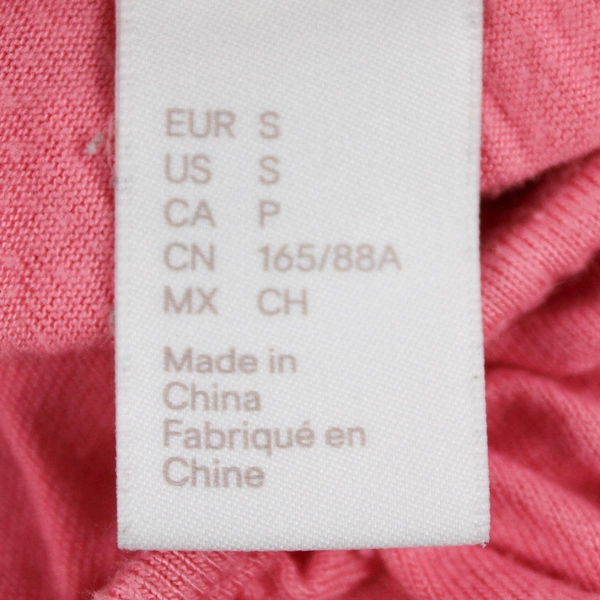 EUR S
US S
CA P
CN 165/88A
MX CH
Made in
China
Fabriqué en
Chine